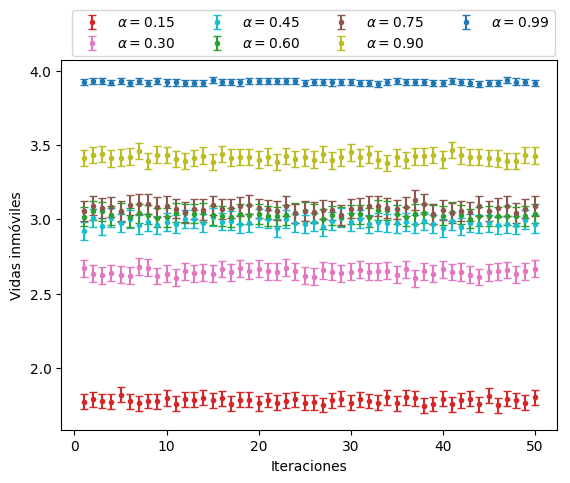 α = 0.15 α = 0.45 α = 0.75 α = 0.99
α = 0.30 α = 0.60 α = 0.90
4.0
3.5
3.0
2.5
2.0
Vidas inmóviles
0 10 20 30 40 50
Iteraciones